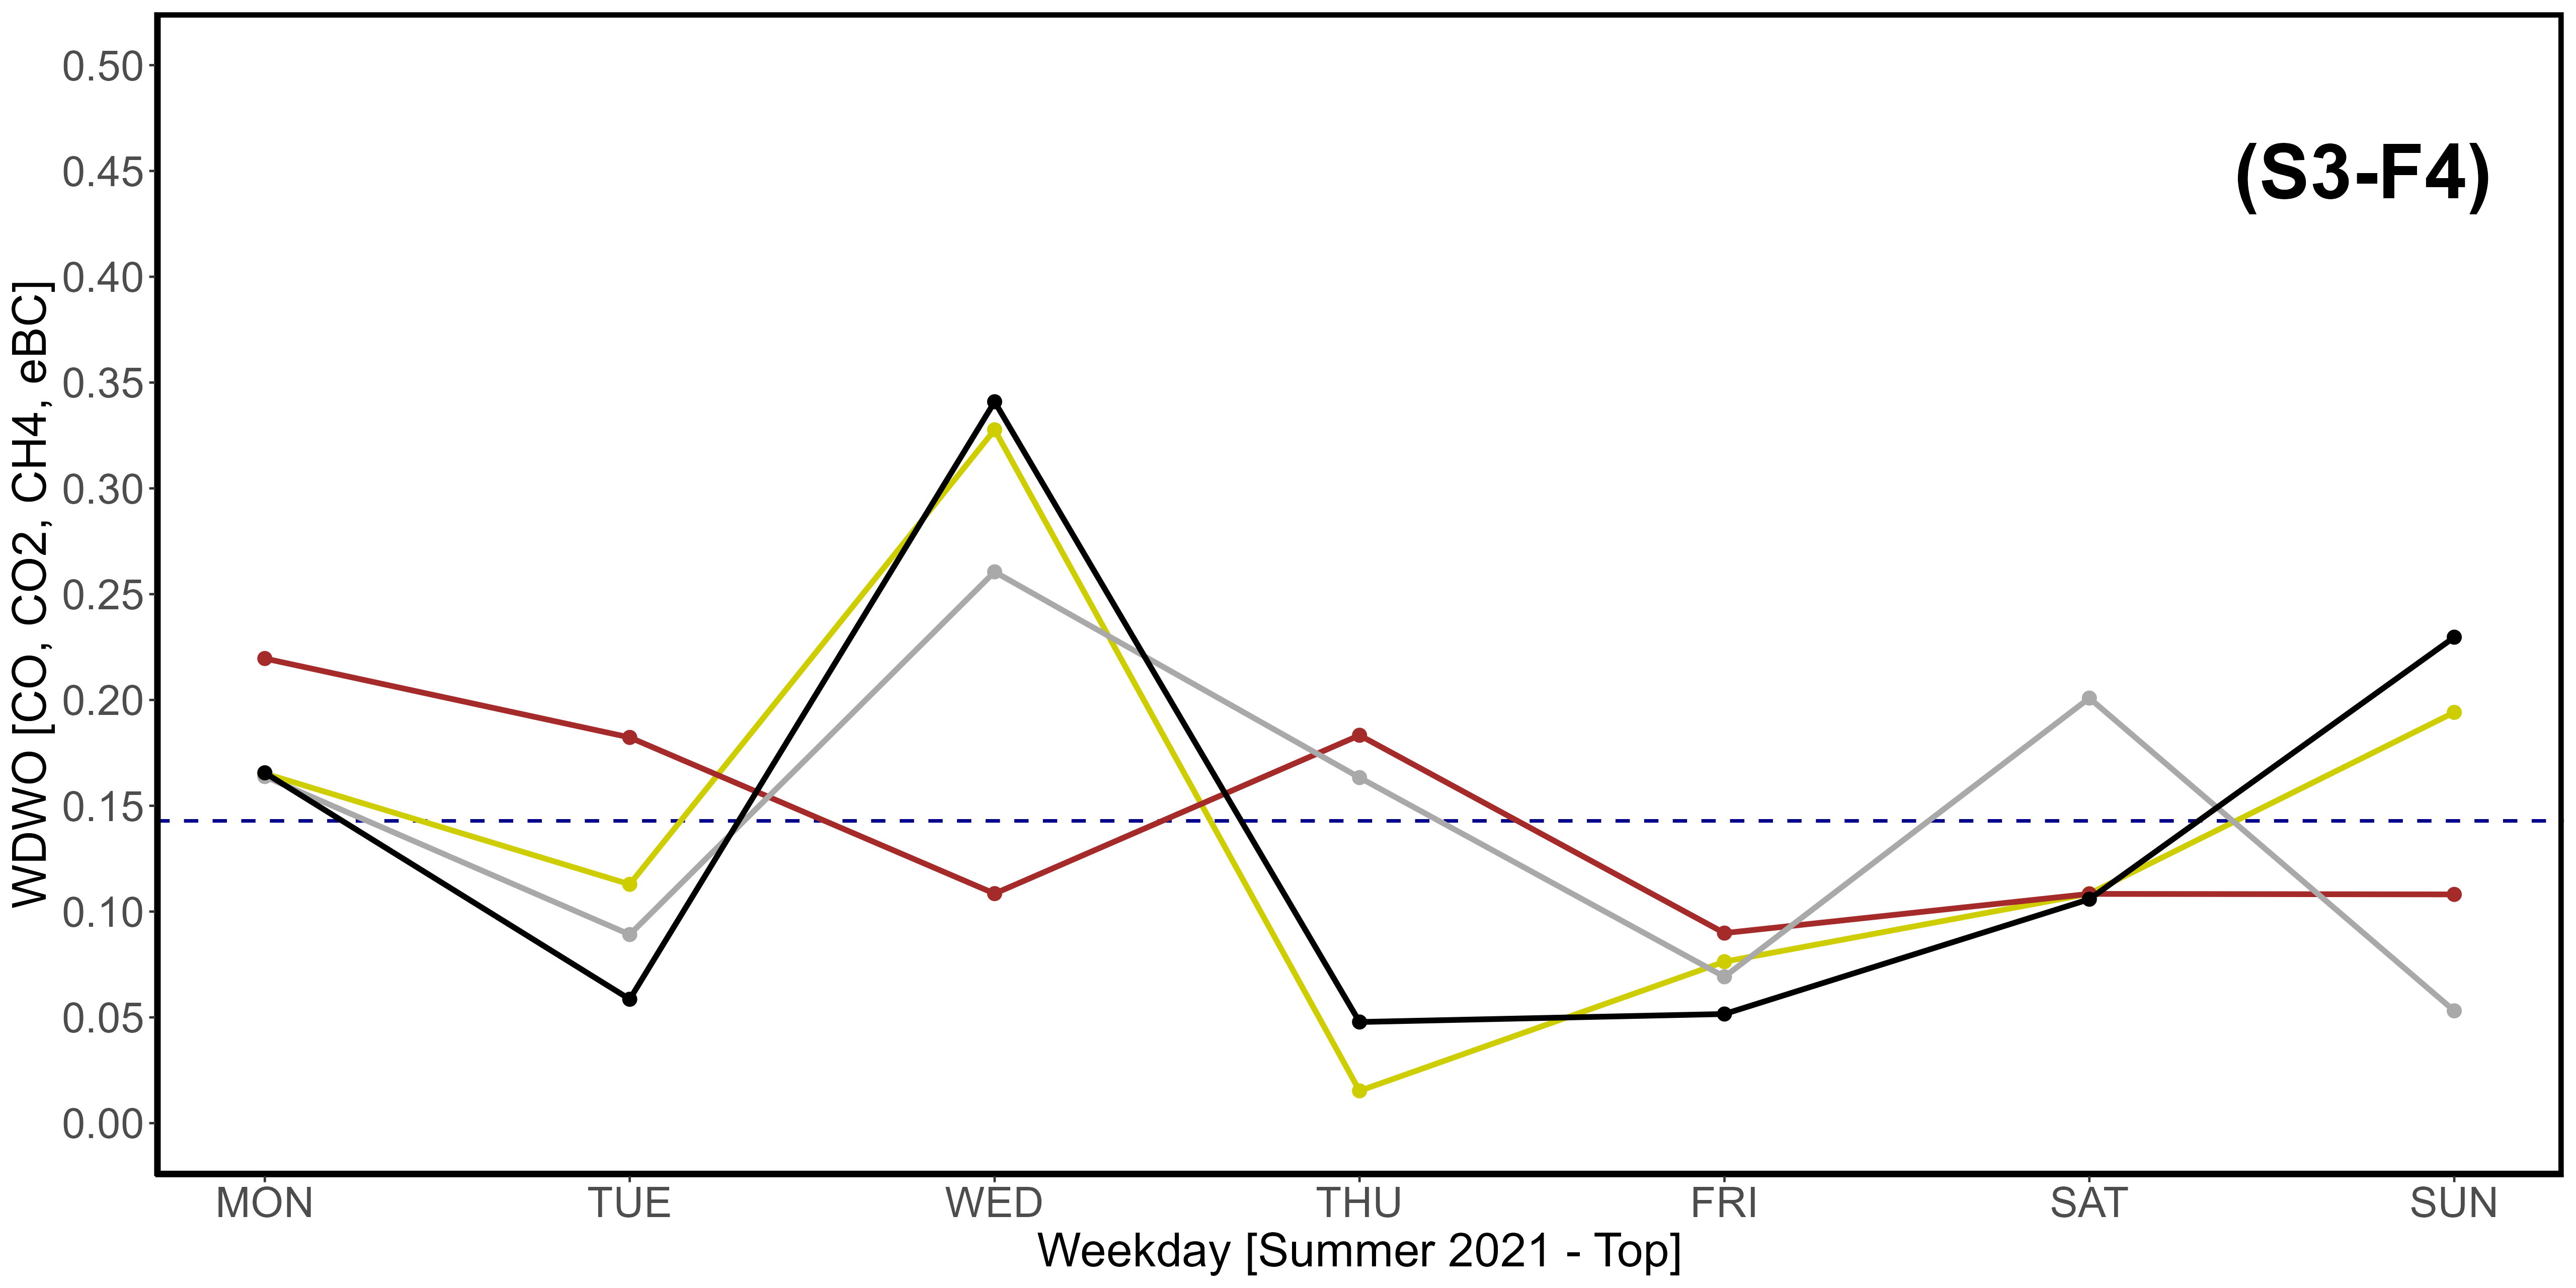 (S3-F4)
WDWO [CO, CO2, CH4, eBC]
0.50
0.45
0.40
0.35
0.30
0.25
0.20
0.15
0.10
0.05
0.00
MON TUE WED THU FRI SAT SUN
Weekday [Summer 2021 - Top]